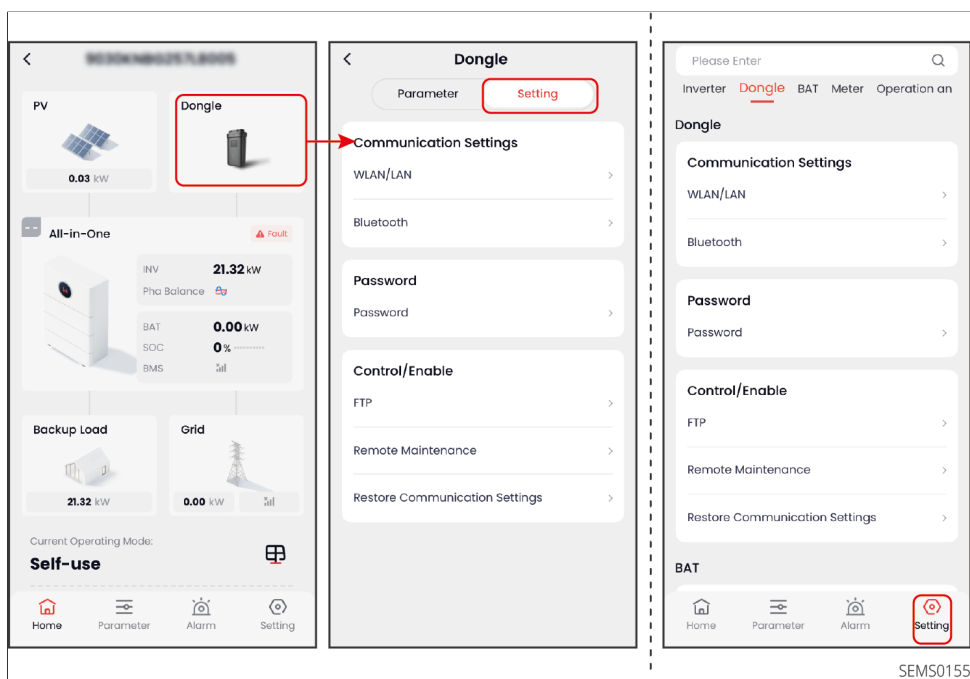 PV
Dongle
0.03 kW
--
All-in-One
Fault
INV 21.32 kW
Pha Balance
BAT 0.00 kW
SOC 0%
BMS
Backup Load
Grid
21.32 kW
0.00 kW
Current Operating Mode:
Self-use
Home Parameter Alarm Setting
Dongle
Parameter Setting
Communication Settings
WLAN/LAN
Bluetooth
Password
Password
Control/Enable
FTP
Remote Maintenance
Restore Communication Settings
Please Enter
Inverter Dongle BAT Meter Operation an
Dongle
Communication Settings
WLAN/LAN
Bluetooth
Password
Password
Control/Enable
FTP
Remote Maintenance
Restore Communication Settings
BAT
Home Parameter Alarm Setting
SEMS0155